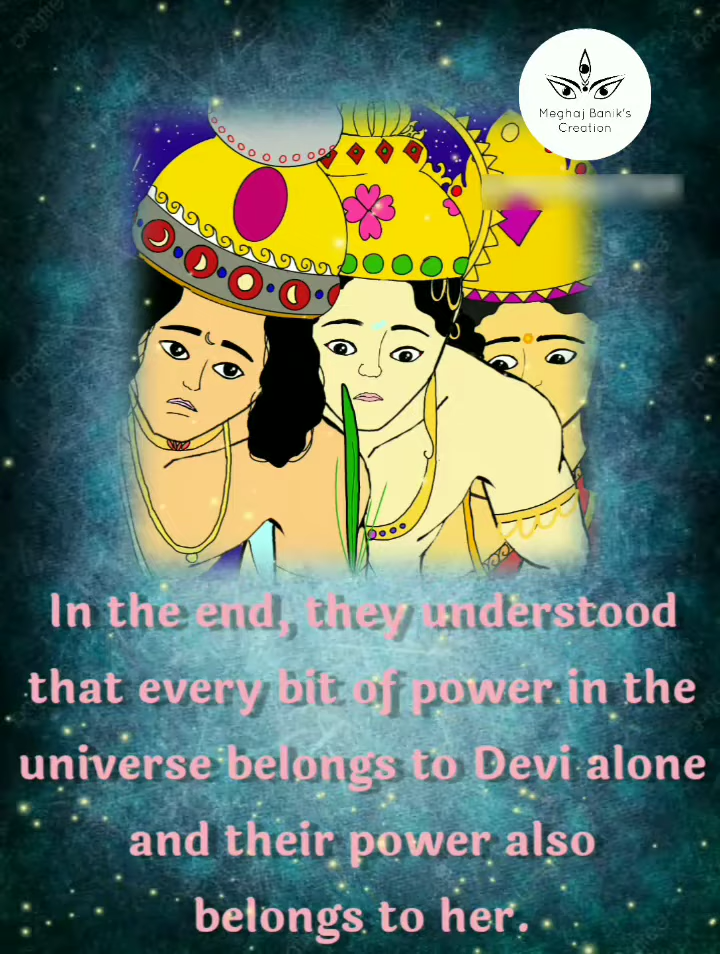 Meghaj Banik's
Creation
In the end, they understood
that every bit of power in the
universe belongs to Devi alone
and their power also
belongs to her.